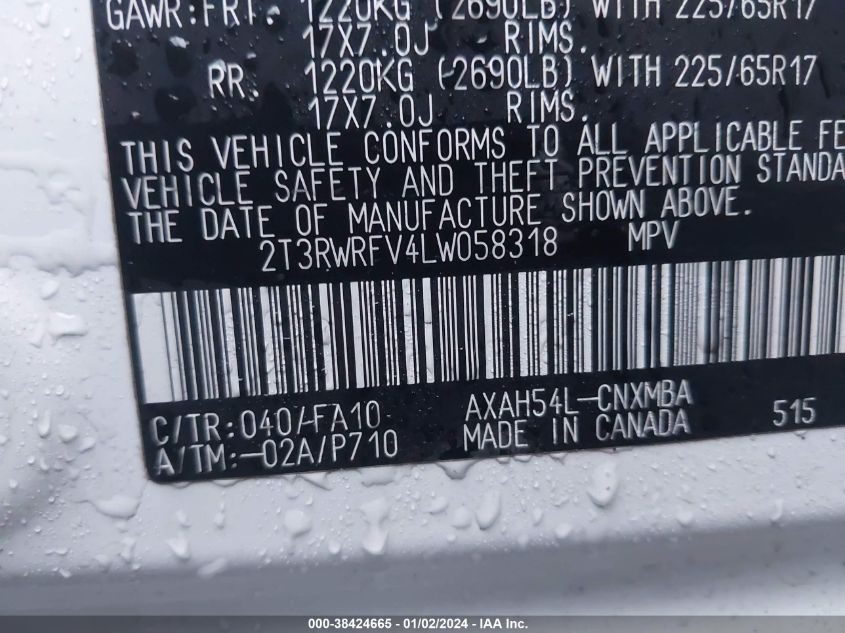 GAWR:FRT. 1220KG (2690LB) WITH 225/65R17
17X7.0J RIMS.
RR. 1220KG (2690LB) WITH 225/65R17
17X7.0J RIMS.
THIS VEHICLE CONFORMS TO ALL APPLICABLE FE
VEHICLE SAFETY AND THEFT PREVENTION STANDA
THE DATE OF MANUFACTURE SHOWN ABOVE.
2T3RWRFV4LW058318 MPV
C/TR:040/-FA10 AXAH54L-CNXMBA 515
A/TM:-02A/P710 MADE IN CANADA
000-38424665 - 01/02/2024 - IAA Inc.